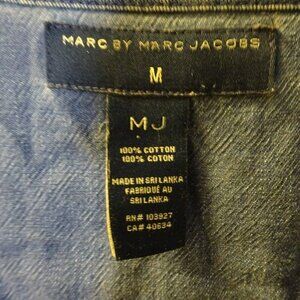 MARC BY MARC JACOBS
M
MJ
100% COTTON
100% COTON
MADE IN SRI LANKA
FABRIQUÉ AU
SRI LANKA
RN# 103927
CA# 40634